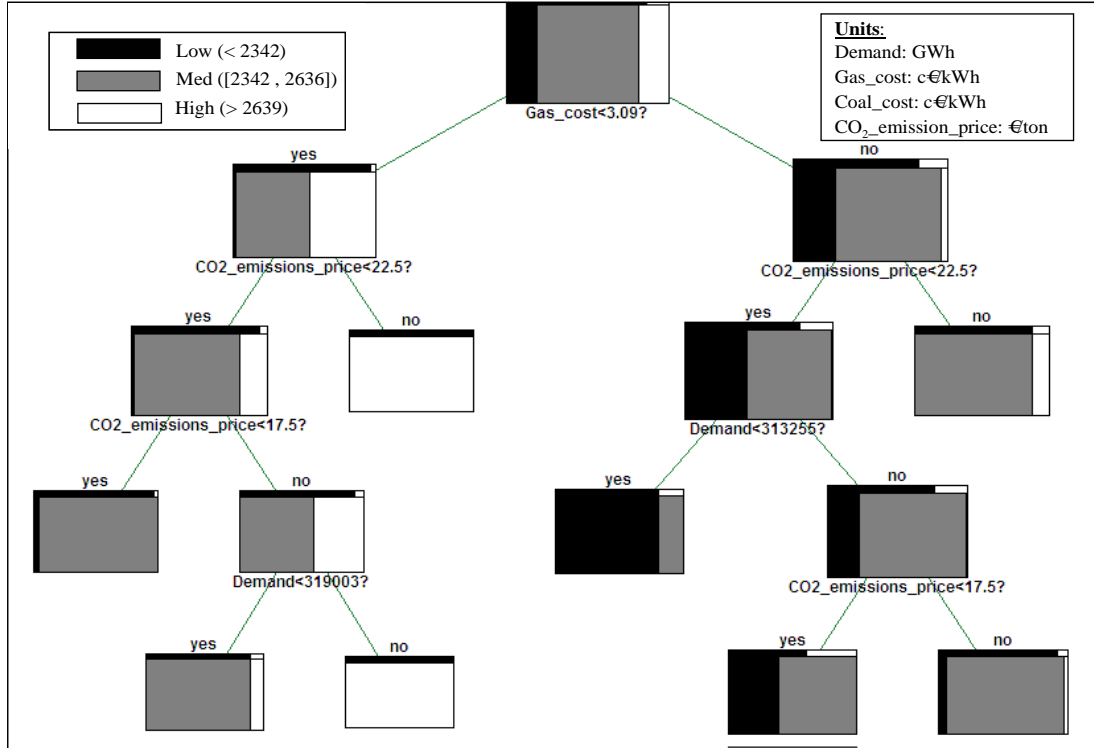 Low (< 2342)
Med ([2342 , 2636])
High (> 2639)
Units:
Demand: GWh
Gas_cost: c€/kWh
Coal_cost: c€/kWh
CO2_emission_price: €/ton
Gas_cost<3.09?
yes
no
CO2_emissions_price<22.5?
CO2_emissions_price<22.5?
yes
no
yes
no
CO2_emissions_price<17.5?
Demand<313255?
yes
no
yes
no
Demand<319003?
CO2_emissions_price<17.5?
yes
no
yes
no